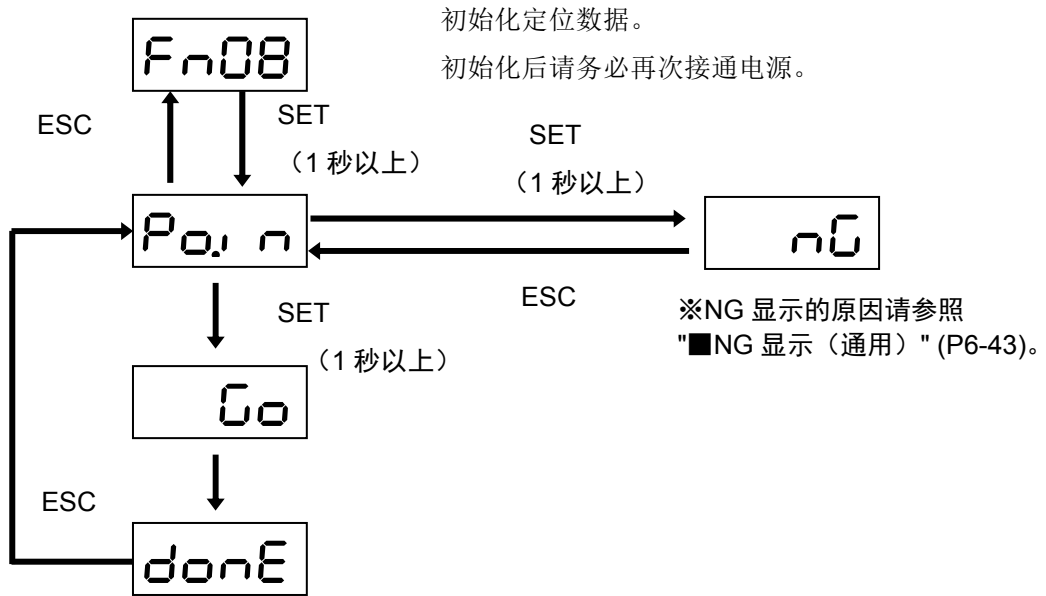 初始化定位数据。
初始化后请务必再次接通电源。
Fn08
ESC
SET
（1 秒以上）
SET
（1 秒以上）
Po.i n
nG
ESC
SET
（1 秒以上）
※NG 显示的原因请参照
"■NG 显示（通用）" (P6-43)。
Go
ESC
donE